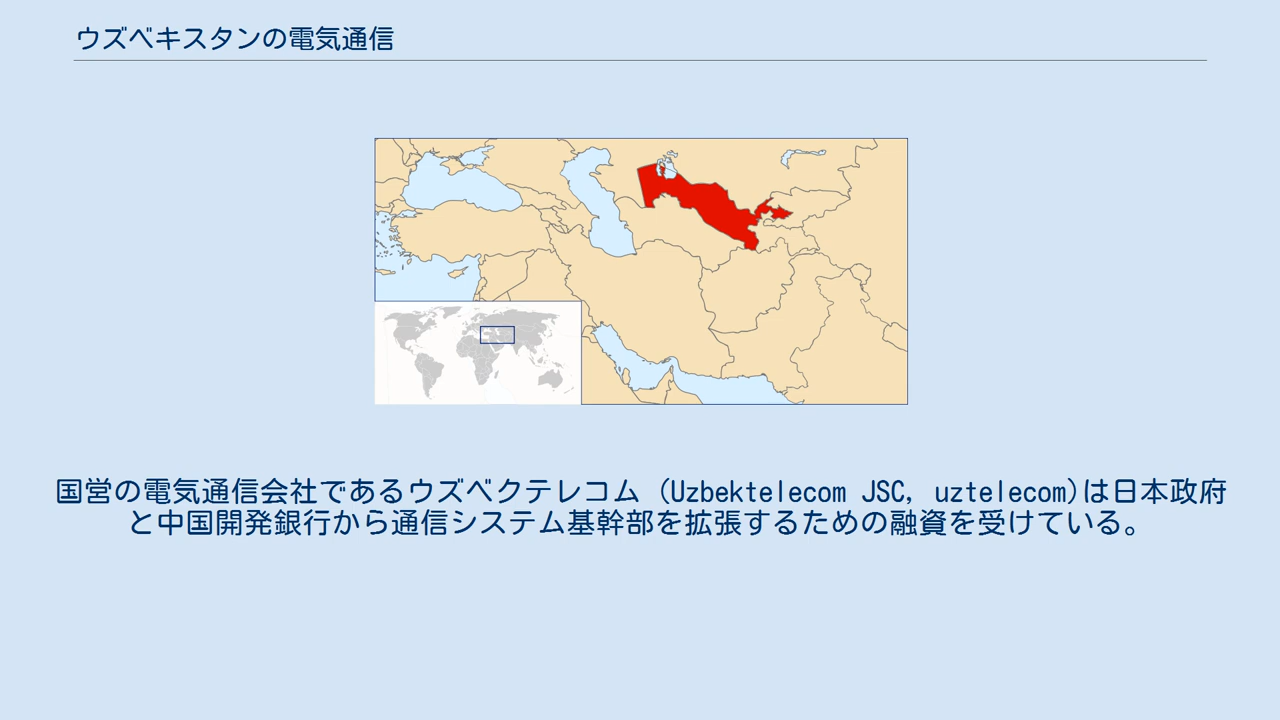 ウズベキスタンの電気通信
国営の電気通信会社であるウズベクテレコム (Uzbektelecom JSC, uztelecom)は日本政府
と中国開発銀行から通信システム基幹部を拡張するための融資を受けている。